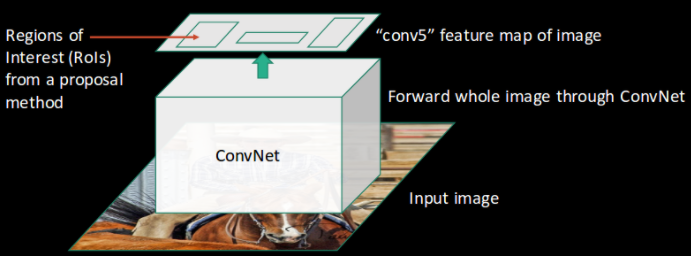 Regions of
Interest (RoIs)
from a proposal
method
“conv5” feature map of image
Forward whole image through ConvNet
ConvNet
Input image